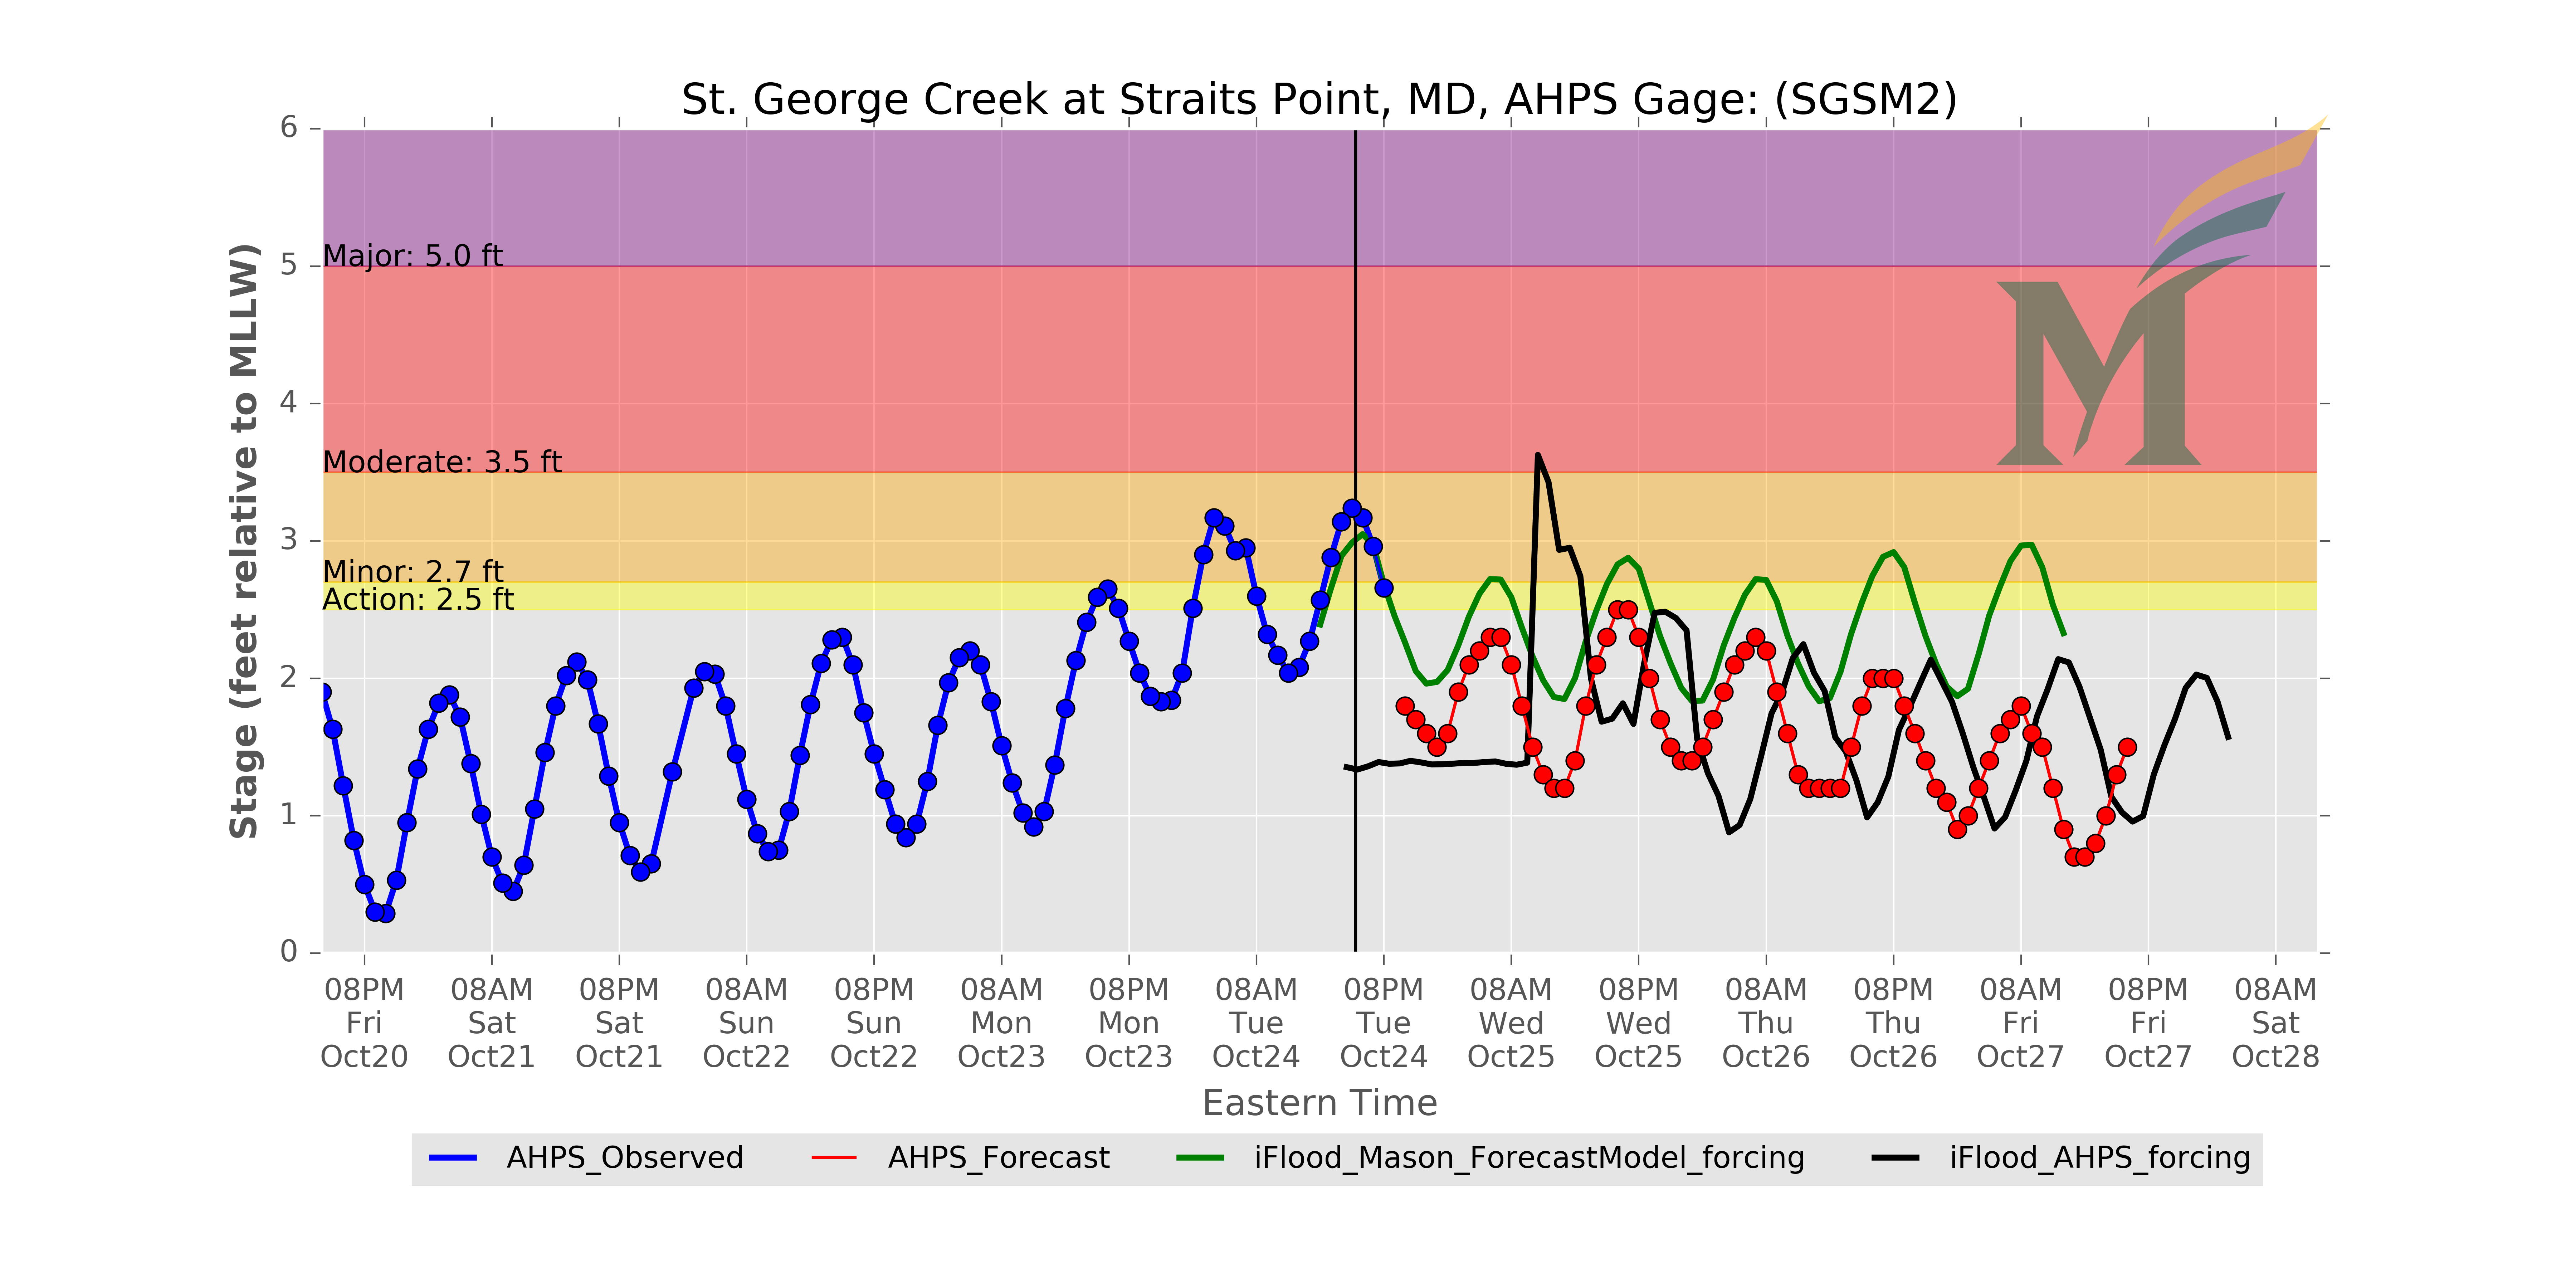 St. George Creek at Straits Point, MD, AHPS Gage: (SGSM2)
Stage (feet relative to MLLW)
6
5
4
3
2
1
0
Major: 5.0 ft
Moderate: 3.5 ft
Minor: 2.7 ft
Action: 2.5 ft
M
08PM 08AM 08PM 08AM 08PM 08AM 08PM 08AM 08PM 08AM 08PM 08AM 08PM 08AM 08PM 08AM
Fri Sat Sat Sun Sun Mon Mon Tue Tue Wed Wed Thu Thu Fri Fri Sat
Oct20 Oct21 Oct21 Oct22 Oct22 Oct23 Oct23 Oct24 Oct24 Oct25 Oct25 Oct26 Oct26 Oct27 Oct27 Oct28
Eastern Time
AHPS_Observed AHPS_Forecast iFlood_Mason_ForecastModel_forcing iFlood_AHPS_forcing